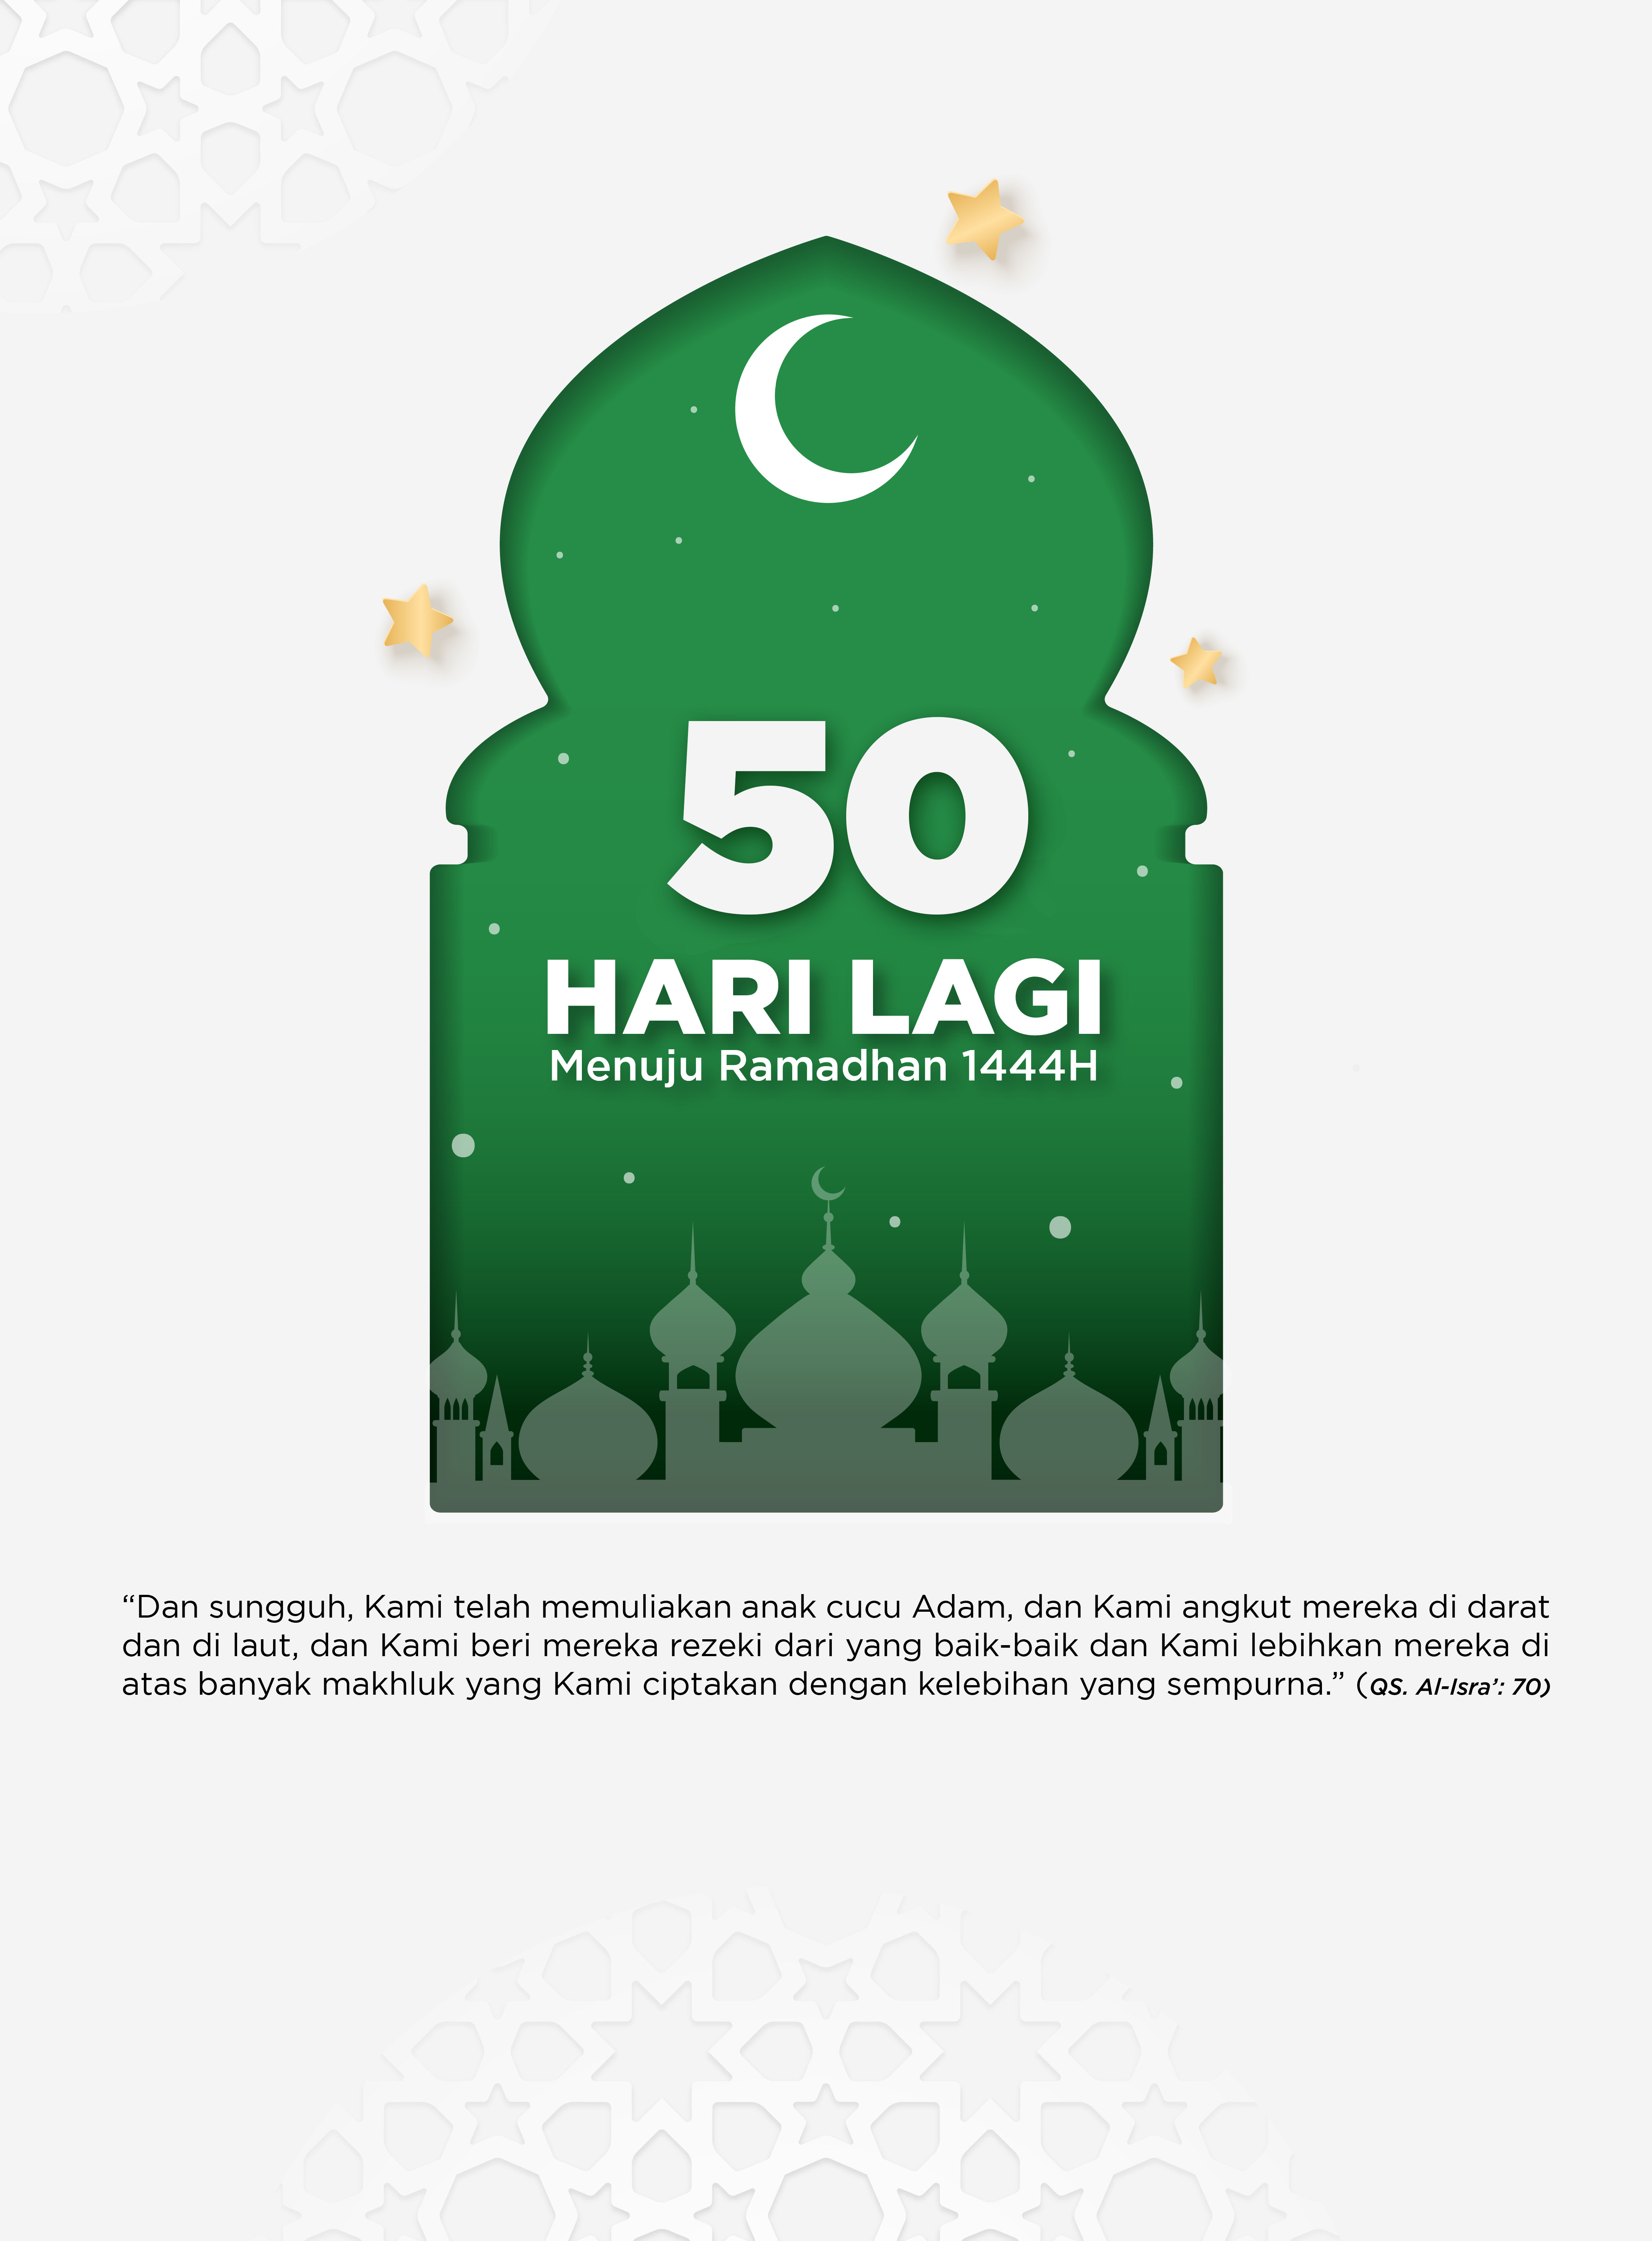 50
HARI LAGI
Menuju Ramadhan 1444H
“Dan sungguh, Kami telah memuliakan anak cucu Adam, dan Kami angkut mereka di darat
dan di laut, dan Kami beri mereka rezeki dari yang baik-baik dan Kami lebihkan mereka di
atas banyak makhluk yang Kami ciptakan dengan kelebihan yang sempurna.” (QS. Al-Isra’: 70)